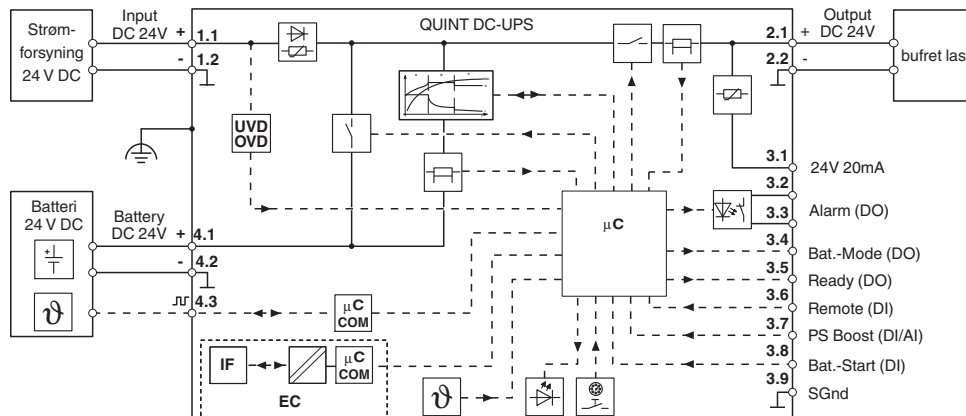 QUINT DC-UPS
Strøm-
forsyning
24 V DC
Input
DC 24V
+ 1.1
- 1.2
UVD
OVD
Batteri
24 V DC
+
ϑ
Battery
DC 24V
+ 4.1
- 4.2
4.3
µC
COM
IF
µC
COM
EC
ϑ
µC
2.1 +
2.2 -
Output
DC 24V
bufret last
3.1
24V 20mA
3.2
3.3
Alarm (DO)
3.4
Bat.-Mode (DO)
3.5
Ready (DO)
3.6
Remote (DI)
3.7
PS Boost (DI/AI)
3.8
Bat.-Start (DI)
3.9
SGnd